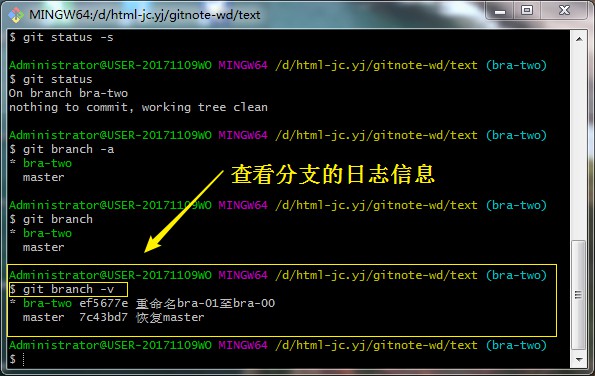 MINGW64:/d/html-jc.yj/gitnote-wd/text
$ git status -s
Administrator@USER-20171109WO MINGW64 /d/html-jc.yj/gitnote-wd/text (bra-two)
$ git status
On branch bra-two
nothing to commit, working tree clean
Administrator@USER-20171109WO MINGW64 /d/html-jc.yj/gitnote-wd/text (bra-two)
$ git branch -a
* bra-two
master
查看分支的日志信息
Administrator@USER-20171109WO MINGW64 /d/html-jc.yj/gitnote-wd/text (bra-two)
$ git branch
* bra-two
master
Administrator@USER-20171109WO MINGW64 /d/html-jc.yj/gitnote-wd/text (bra-two)
$ git branch -v
* bra-two ef5677e 重命名bra-01至bra-00
master 7c43bd7 恢复master
Administrator@USER-20171109WO MINGW64 /d/html-jc.yj/gitnote-wd/text (bra-two)
$